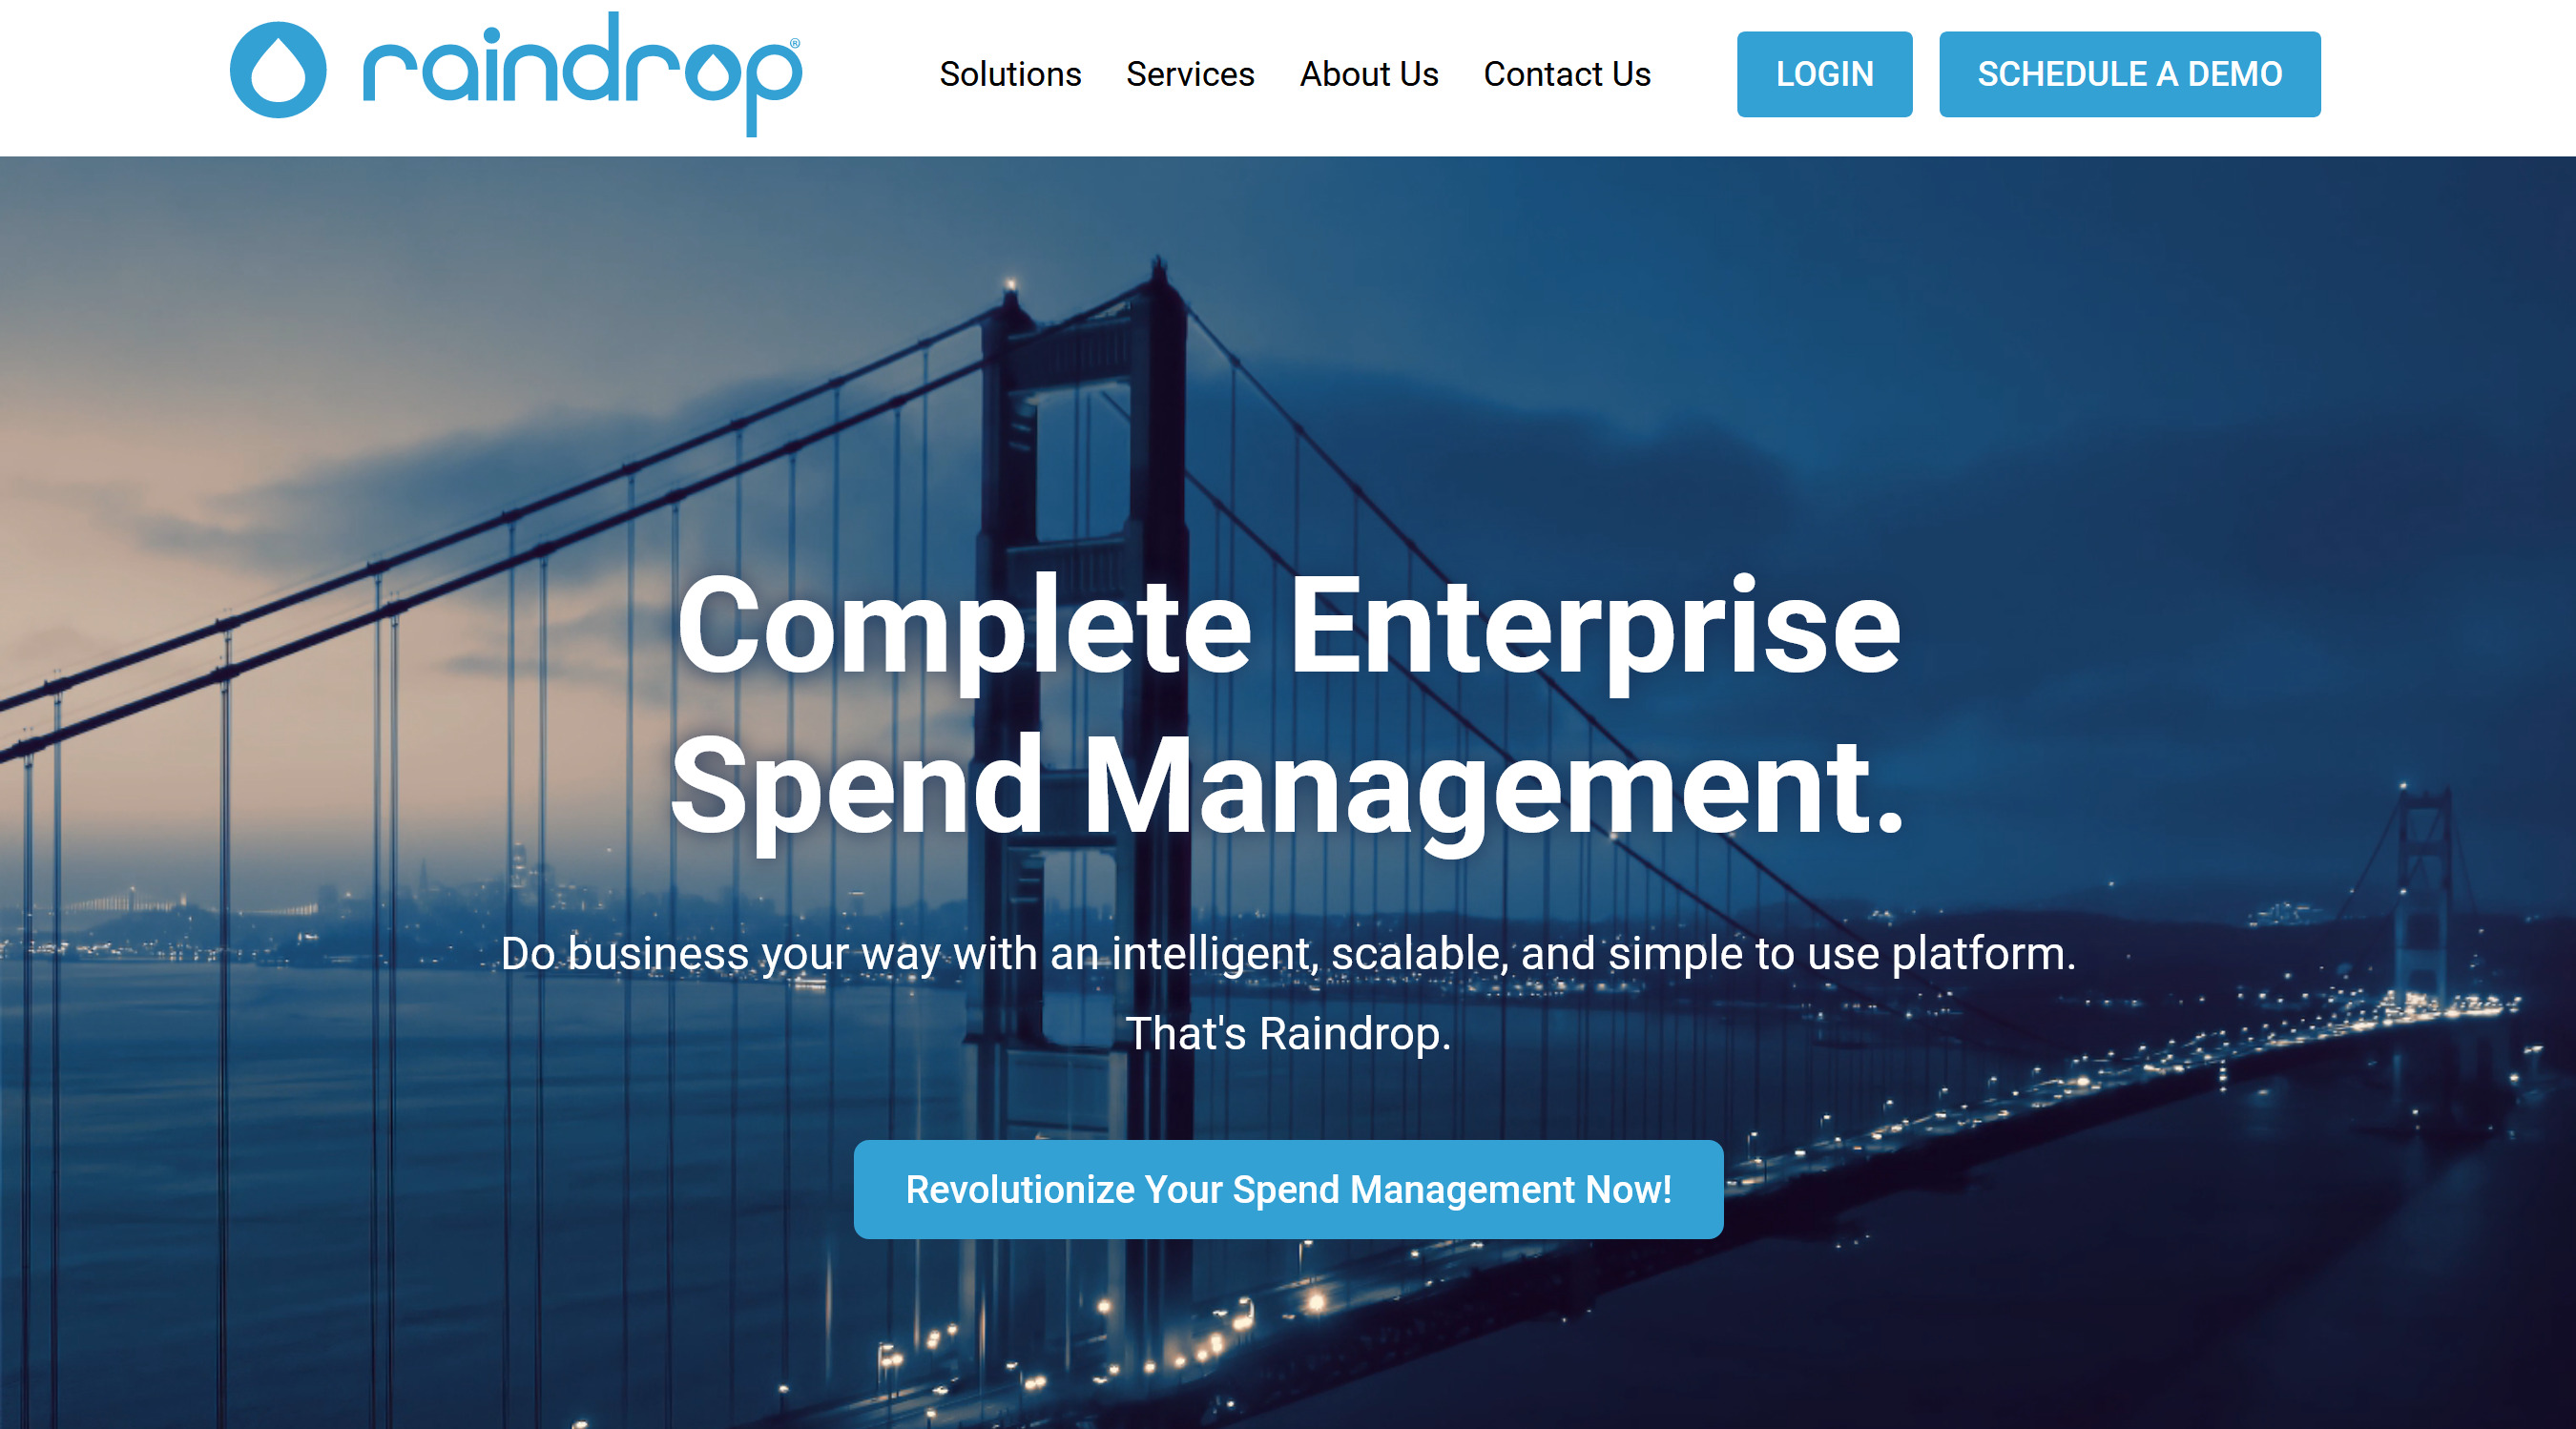 raindrop®
Solutions
Services
About Us
Contact Us
LOGIN
SCHEDULE A DEMO
Complete Enterprise
Spend Management.
Do business your way with an intelligent, scalable, and simple to use platform.
That's Raindrop.
Revolutionize Your Spend Management Now!